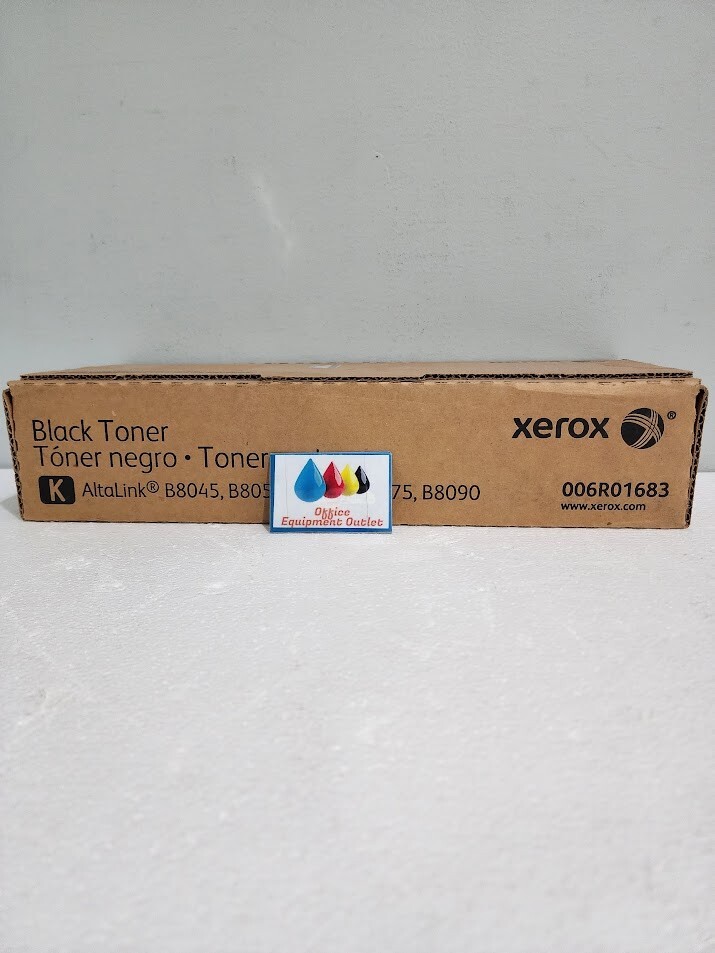 Black Toner
Tóner negro • Toner
K AltaLink® B8045, B805 75, B8090
xerox ®
006R01683
www.xerox.com
Office
Equipment Outlet